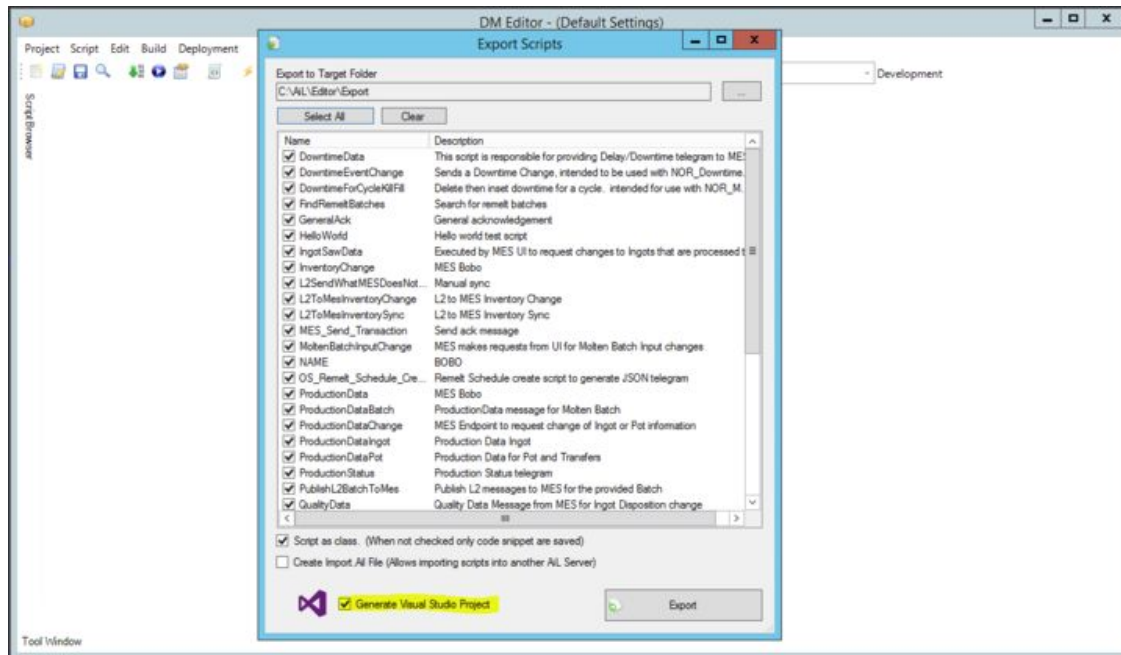 DM Editor - (Default Settings)
Project Script Edit Build Deployment
Development
ScriptBrowser
Export Scripts
Export to Target Folder
C:\AiL\Editor\Export
...
Select All Clear
Name Description
DowntimeData This script is responsible for providing Delay/Downtime telegram to MES
DowntimeEventChange Sends a Downtime Change, intended to be used with NOR_Downtime.
DowntimeForCycleKillFill Delete then inset downtime for a cycle. intended for use with NOR_M.
FindRemeltBatches Search for remelt batches
GeneralAck General acknowledgement
HelloWorld Hello world test script
IngotSawData Executed by MES UI to request changes to Ingots that are processed t
InventoryChange MES Bobo
L2SendWhatMESDoesNot... Manual sync
L2ToMesInventoryChange L2 to MES Inventory Change
L2ToMesInventorySync L2 to MES Inventory Sync
MES_Send_Transaction Send ack message
MoltenBatchInputChange MES makes requests from UI for Molten Batch Input changes
NAME BOBO
OS_Remelt_Schedule_Cre... Remelt Schedule create script to generate JSON telegram
ProductionData MES Bobo
ProductionDataBatch ProductionData message for Molten Batch
ProductionDataChange MES Endpoint to request change of Ingot or Pot information
ProductionDataIngot Production Data Ingot
ProductionDataPot Production Data for Pot and Transfers
ProductionStatus Production Status telegram
PublishL2BatchToMes Publish L2 messages to MES for the provided Batch
QualityData Quality Data Message from MES for Ingot Disposition change
Script as class. (When not checked only code snippet are saved)
Create Import Ail File (Allows importing scripts into another AiL Server)
Generate Visual Studio Project
Export
Tool Window